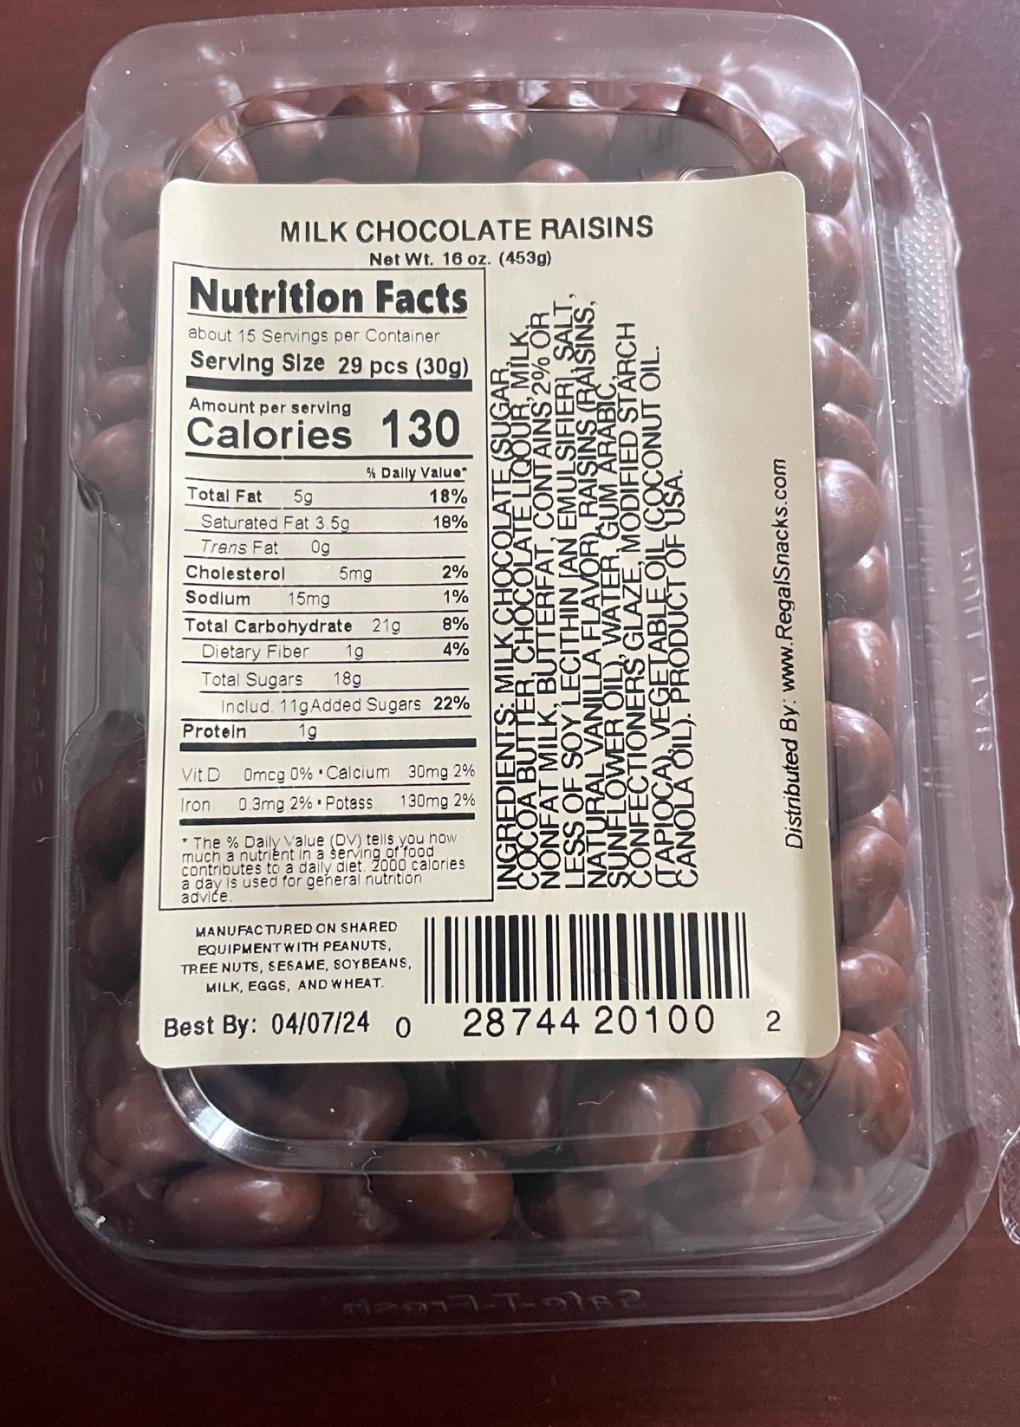 MILK CHOCOLATE RAISINS
Net Wt. 16 oz. (453g)
Nutrition Facts
about 15 Servings per Container
Serving Size 29 pcs (30g)
Amount per serving
Calories 130
% Daily Value*
Total Fat 5g 18%
Saturated Fat 3.5g 18%
Trans Fat 0g
Cholesterol 5mg 2%
Sodium 15mg 1%
Total Carbohydrate 21g 8%
Dietary Fiber 1g 4%
Total Sugars 18g
Includ. 11g Added Sugars 22%
Protein 1g
Vit D 0mcg 0% • Calcium 30mg 2%
Iron 0.3mg 2% • Potass. 130mg 2%
* The % Daily Value (DV) tells you how
much a nutrient in a serving of food
contributes to a daily diet. 2000 calories
a day is used for general nutrition
advice.
INGREDIENTS: MILK CHOCOLATE (SUGAR,
COCOA BUTTER, CHOCOLATE LIQOUR, MILK,
NONFAT MILK, BUTTERFAT, CONTAINS 2% OR
LESS OF SOY LECITHIN [AN EMULSIFIER], SALT,
NATURAL VANILLA FLAVOR), RAISINS (RAISINS,
SUNFLOWER OIL), WATER, GUM ARABIC,
CONFECTIONERS GLAZE, MODIFIED STARCH
(TAPIOCA), VEGETABLE OIL (COCONUT OIL.
CANOLA OIL). PRODUCT OF USA.
Distributed By: www.RegalSnacks.com
MANUFACTURED ON SHARED
EQUIPMENT WITH PEANUTS,
TREE NUTS, SESAME, SOYBEANS,
MILK, EGGS, AND WHEAT.
Best By: 04/07/24
0 28744 20100 2
Safe-T-Fresh